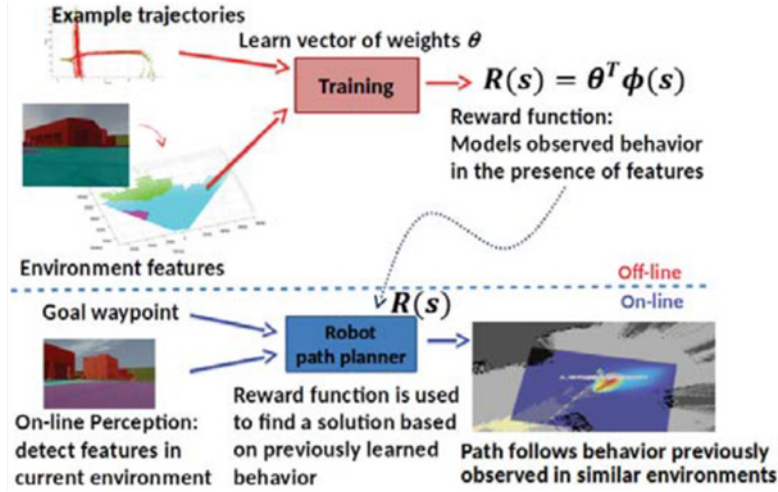 Example trajectories
Learn vector of weights θ
Training
R(s) = θᵀϕ(s)
Reward function:
Models observed behavior
in the presence of features
Environment features
Off-line
On-line
Goal waypoint
R(s)
Robot
path planner
On-line Perception:
detect features in
current environment
Reward function is used
to find a solution based
on previously learned
behavior
Path follows behavior previously
observed in similar environments